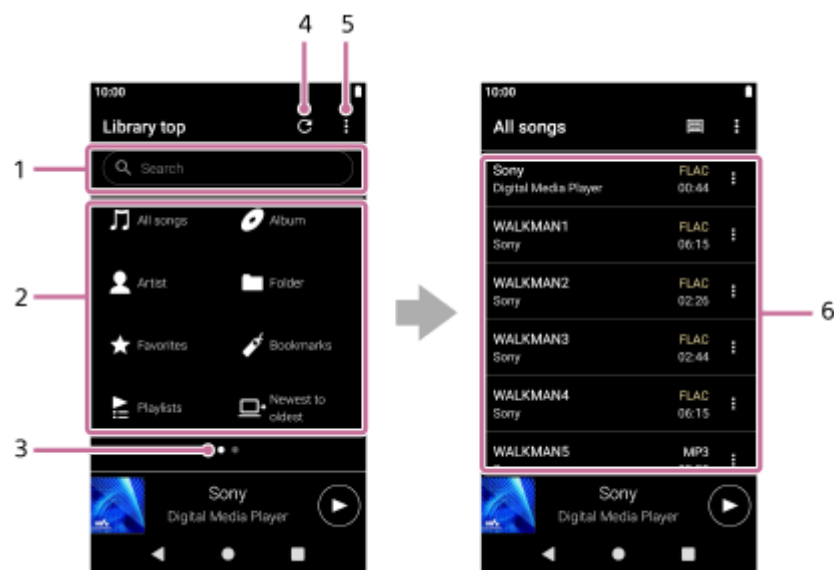 4 5
10:00
Library top
1
Search
2
All songs
Album
Artist
Folder
Favorites
Bookmarks
Playlists
Newest to
oldest
3
Sony
Digital Media Player
10:00
All songs
Sony FLAC
Digital Media Player 00:44
WALKMAN1 FLAC
Sony 06:15
WALKMAN2 FLAC
Sony 02:26
6
WALKMAN3 FLAC
Sony 02:44
WALKMAN4 FLAC
Sony 06:15
WALKMAN5 MP3
Sony
Digital Media Player